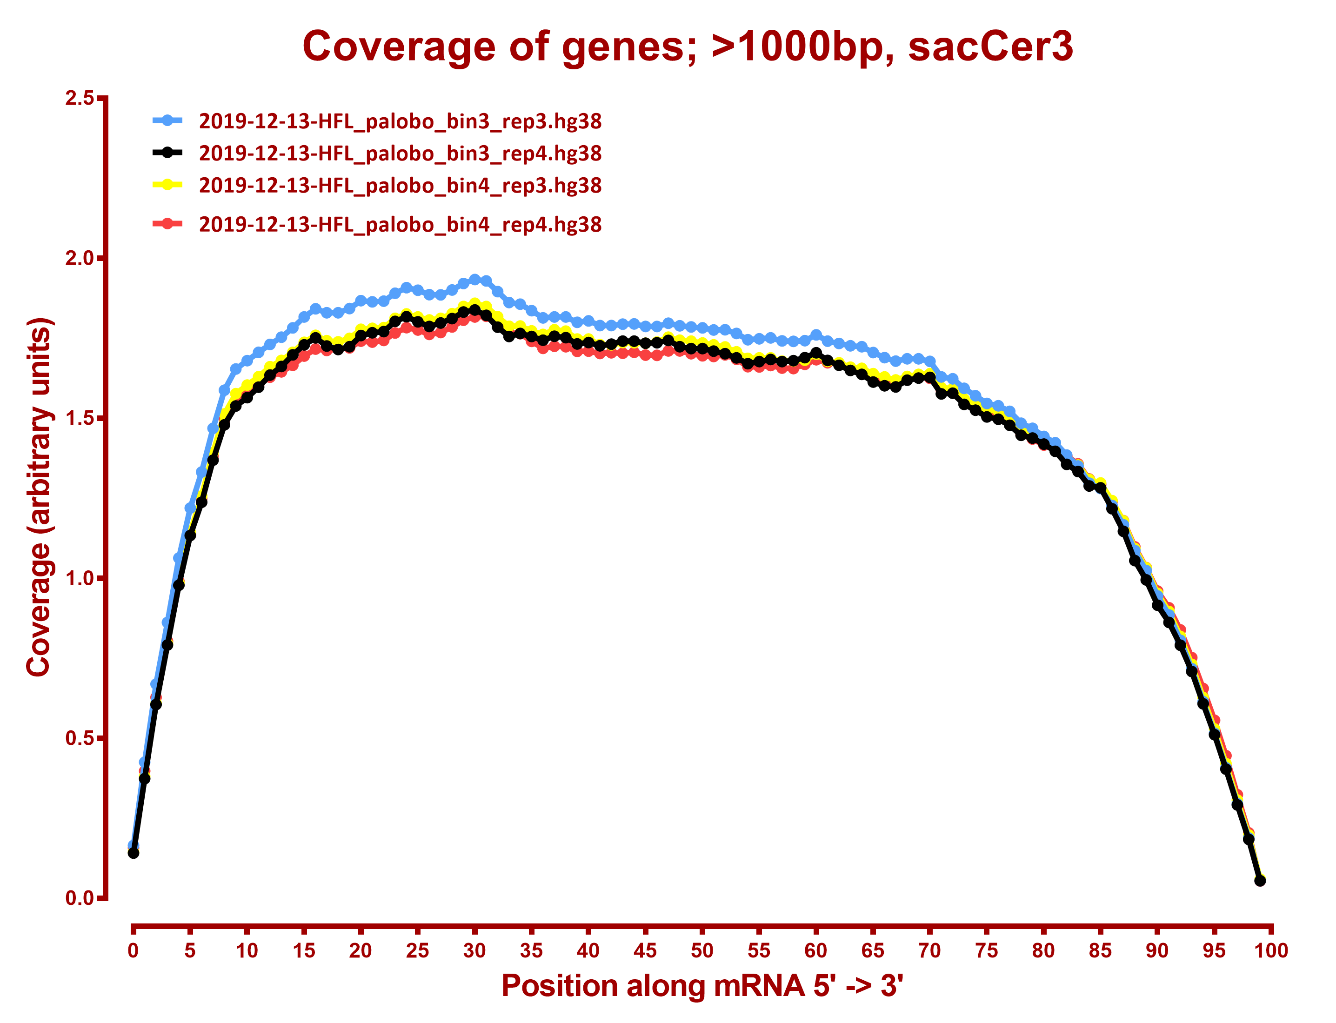 Coverage of genes; >1000bp, sacCer3
2.5
2.0
1.5
1.0
0.5
0.0
Coverage (arbitrary units)
2019-12-13-HFL_palobo_bin3_rep3.hg38
2019-12-13-HFL_palobo_bin3_rep4.hg38
2019-12-13-HFL_palobo_bin4_rep3.hg38
2019-12-13-HFL_palobo_bin4_rep4.hg38
0 5 10 15 20 25 30 35 40 45 50 55 60 65 70 75 80 85 90 95 100
Position along mRNA 5' -> 3'